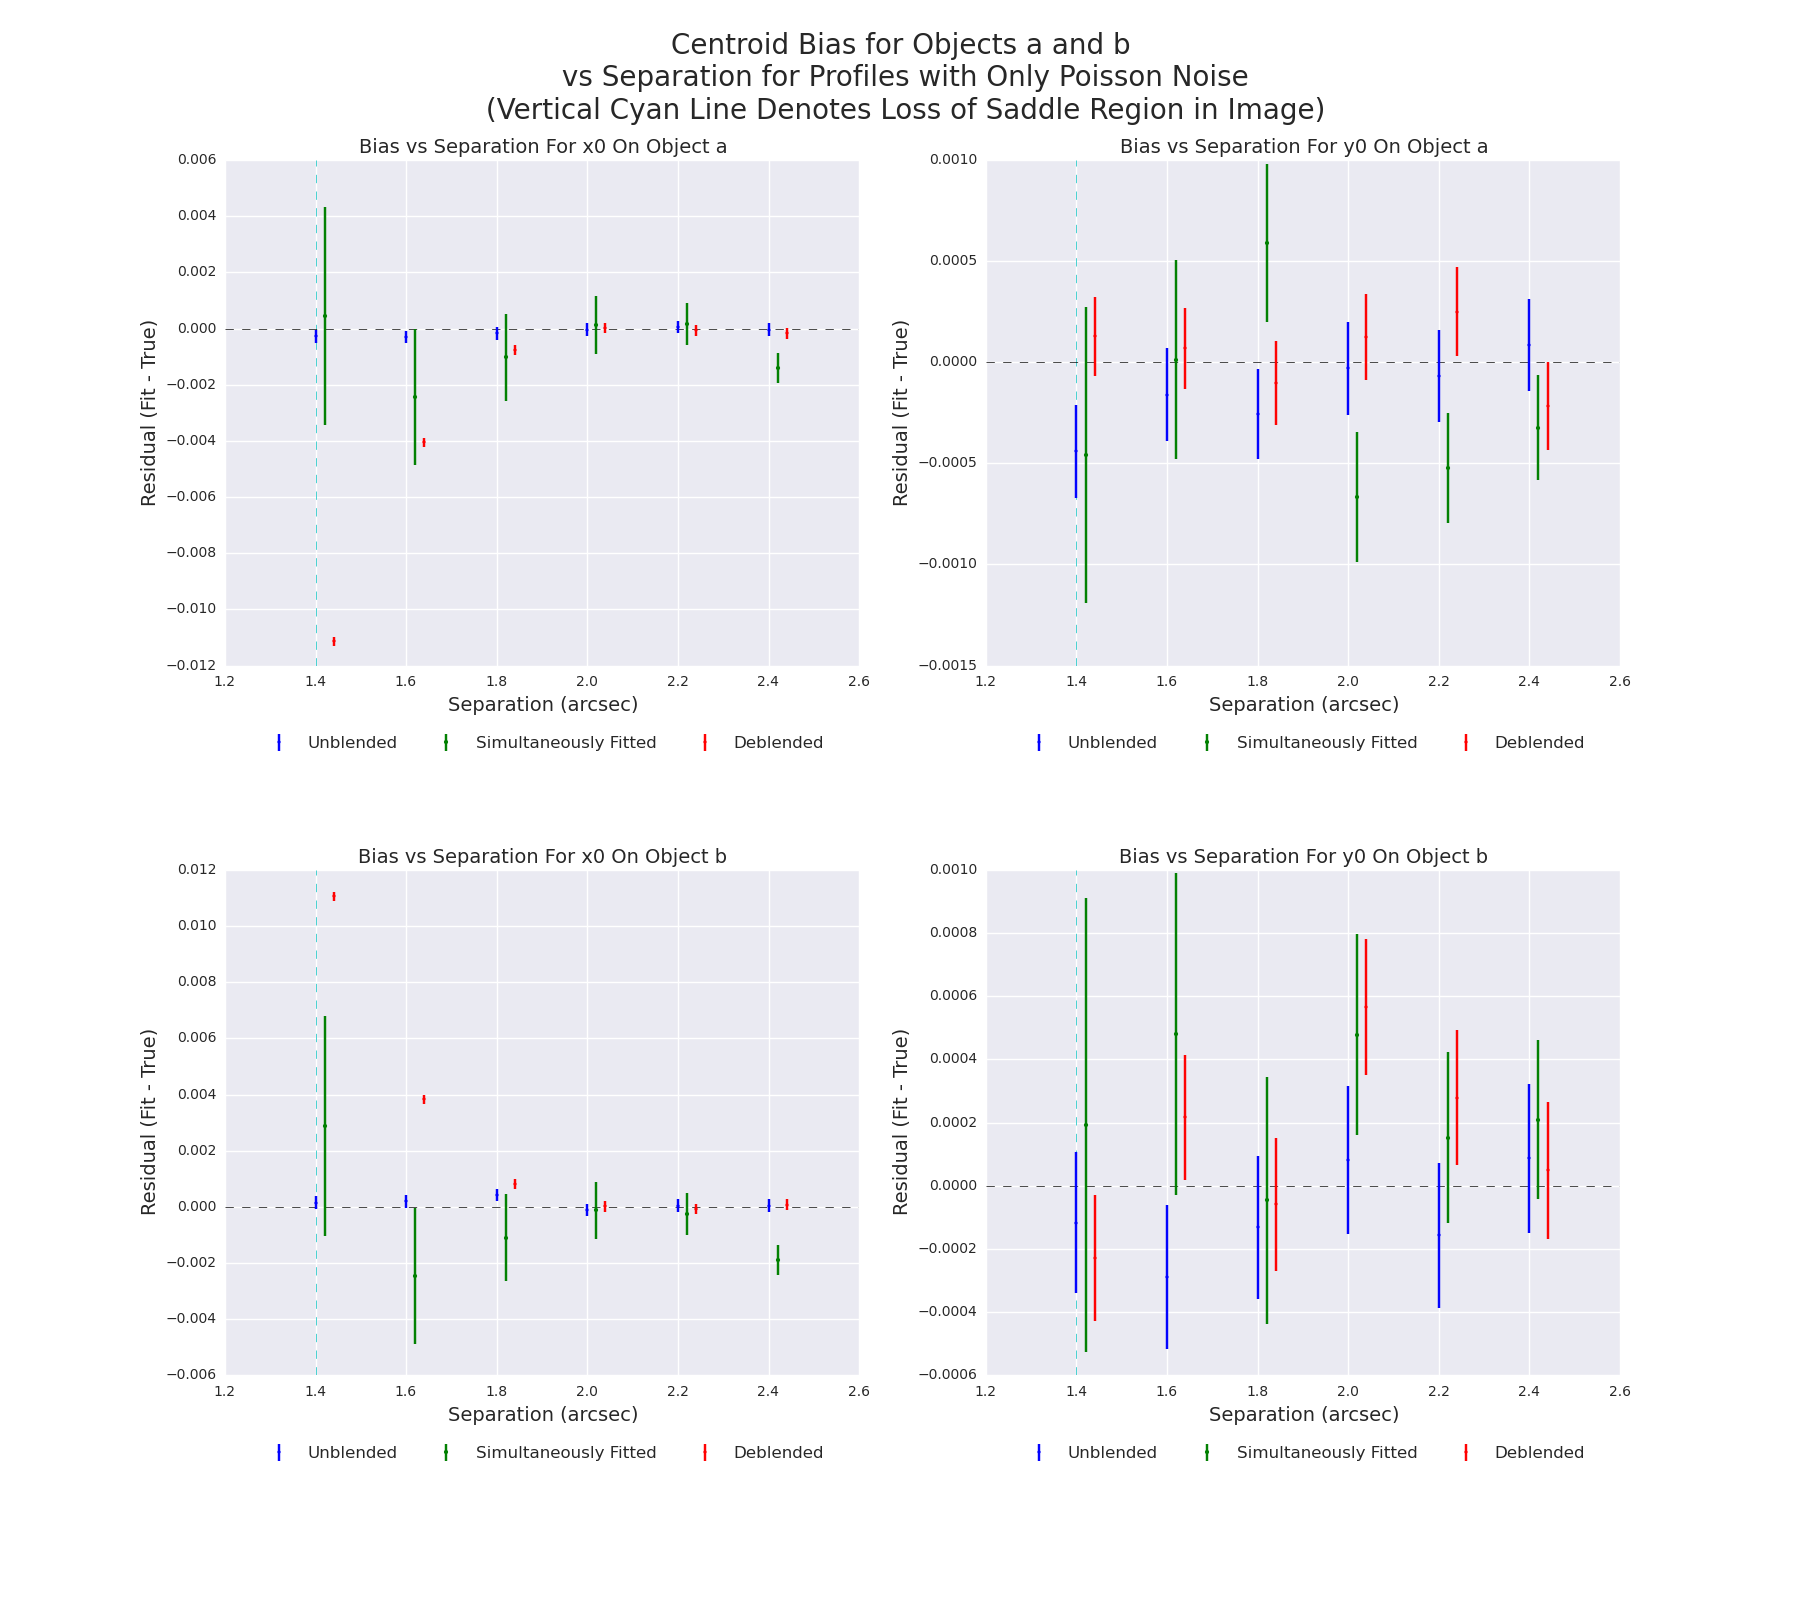 Centroid Bias for Objects a and b
vs Separation for Profiles with Only Poisson Noise
(Vertical Cyan Line Denotes Loss of Saddle Region in Image)
Bias vs Separation For x0 On Object a
0.006
0.004
0.002
0.000
−0.002
−0.004
−0.006
−0.008
−0.010
−0.012
Residual (Fit - True)
1.2 1.4 1.6 1.8 2.0 2.2 2.4 2.6
Separation (arcsec)
Unblended Simultaneously Fitted Deblended
Bias vs Separation For y0 On Object a
0.0010
0.0005
0.0000
−0.0005
−0.0010
−0.0015
Residual (Fit - True)
1.2 1.4 1.6 1.8 2.0 2.2 2.4 2.6
Separation (arcsec)
Unblended Simultaneously Fitted Deblended
Bias vs Separation For x0 On Object b
0.012
0.010
0.008
0.006
0.004
0.002
0.000
−0.002
−0.004
−0.006
Residual (Fit - True)
1.2 1.4 1.6 1.8 2.0 2.2 2.4 2.6
Separation (arcsec)
Unblended Simultaneously Fitted Deblended
Bias vs Separation For y0 On Object b
0.0010
0.0008
0.0006
0.0004
0.0002
0.0000
−0.0002
−0.0004
−0.0006
Residual (Fit - True)
1.2 1.4 1.6 1.8 2.0 2.2 2.4 2.6
Separation (arcsec)
Unblended Simultaneously Fitted Deblended